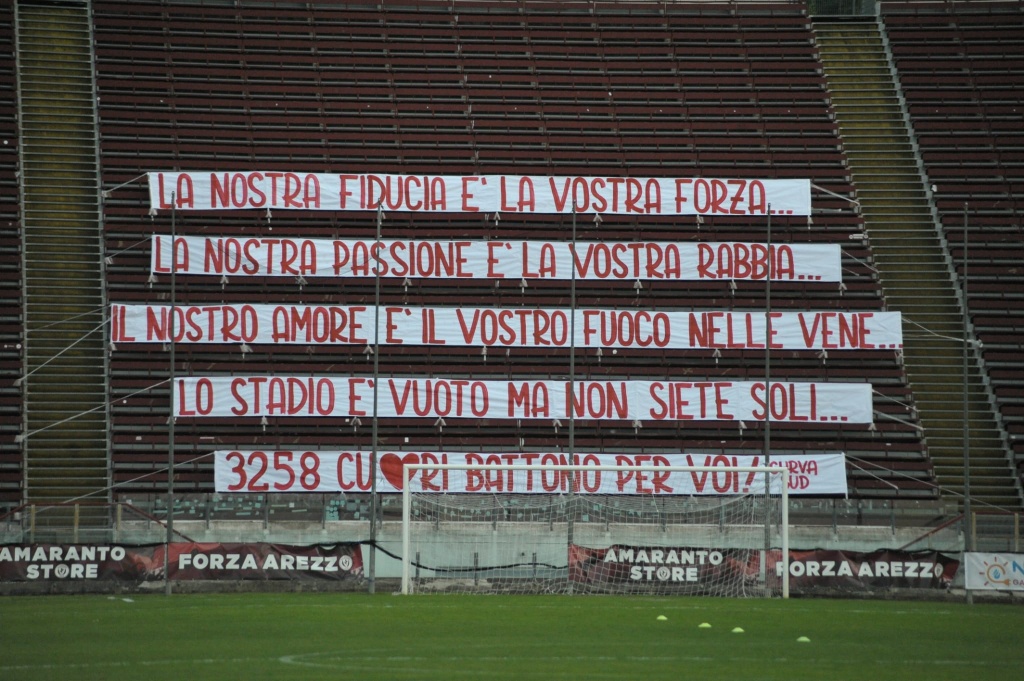 LA NOSTRA FIDUCIA E' LA VOSTRA FORZA...
LA NOSTRA PASSIONE E' LA VOSTRA RABBIA...
IL NOSTRO AMORE E' IL VOSTRO FUOCO NELLE VENE...
LO STADIO E' VUOTO MA NON SIETE SOLI...
3258 CU❤RI BATTONO PER VOI!
CURVA
SUD
AMARANTO
STORE
FORZA AREZZO
AMARANTO
STORE
FORZA AREZZO